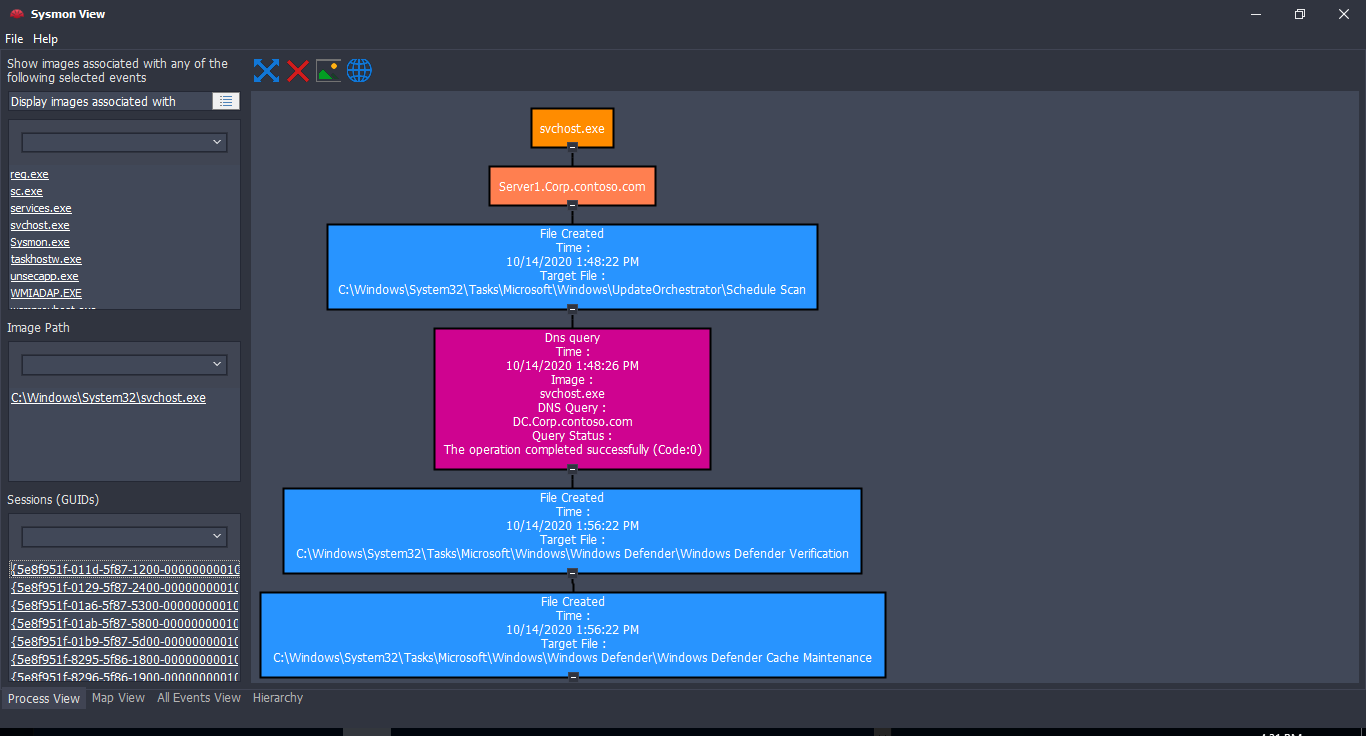 Sysmon View
File Help
Show images associated with any of the
following selected events
Display images associated with
reg.exe
sc.exe
services.exe
svchost.exe
Sysmon.exe
taskhostw.exe
unsecapp.exe
WMIADAP.EXE
Image Path
C:\Windows\System32\svchost.exe
Sessions (GUIDs)
{5e8f951f-011d-5f87-1200-0000000010
{5e8f951f-0129-5f87-2400-0000000010
{5e8f951f-01a6-5f87-5300-0000000010
{5e8f951f-01ab-5f87-5800-0000000010
{5e8f951f-01b9-5f87-5d00-0000000010
{5e8f951f-8295-5f86-1800-0000000010
{5e8f951f-8296-5f86-1900-0000000010
svchost.exe
Server1.Corp.contoso.com
File Created
Time :
10/14/2020 1:48:22 PM
Target File :
C:\Windows\System32\Tasks\Microsoft\Windows\UpdateOrchestrator\Schedule Scan
Dns query
Time :
10/14/2020 1:48:26 PM
Image :
svchost.exe
DNS Query :
DC.Corp.contoso.com
Query Status :
The operation completed successfully (Code:0)
File Created
Time :
10/14/2020 1:56:22 PM
Target File :
C:\Windows\System32\Tasks\Microsoft\Windows\Windows Defender\Windows Defender Verification
File Created
Time :
10/14/2020 1:56:22 PM
Target File :
C:\Windows\System32\Tasks\Microsoft\Windows\Windows Defender\Windows Defender Cache Maintenance
Process View Map View All Events View Hierarchy